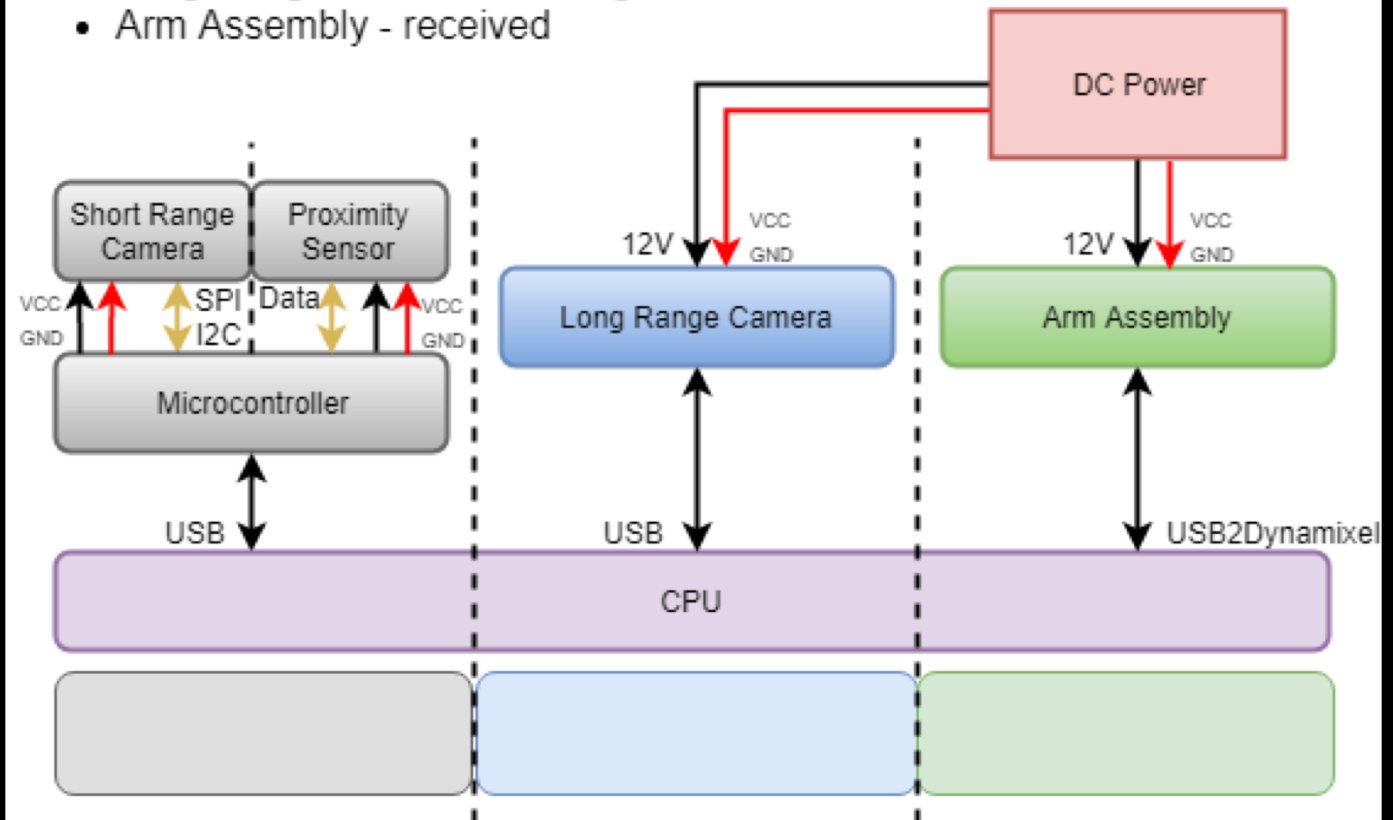 • Arm Assembly - received
DC Power
Short Range
Camera
Proximity
Sensor
12V
VCC
GND
12V
VCC
GND
VCC
GND
SPI
I2C
Data
VCC
GND
Long Range Camera
Arm Assembly
Microcontroller
USB
USB
USB2Dynamixel
CPU